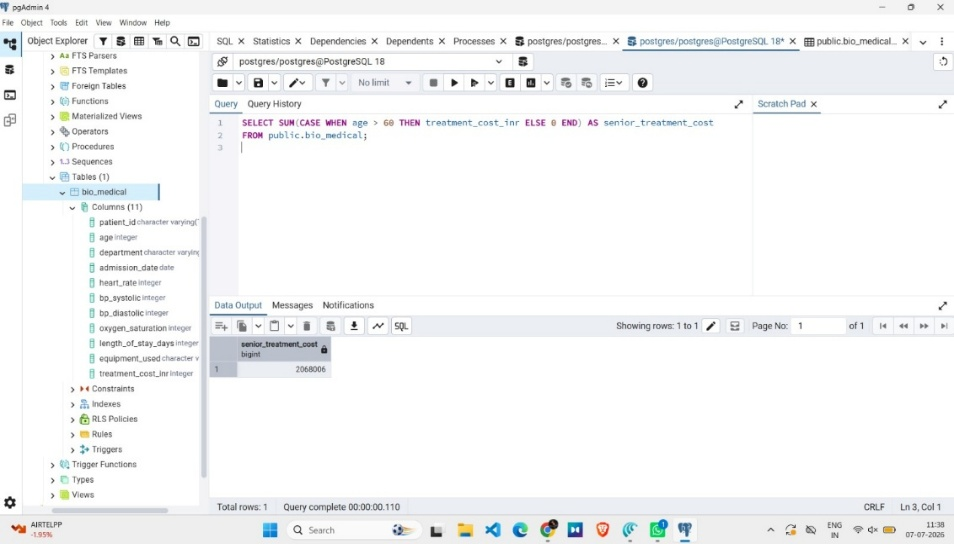 pgAdmin 4
File Object Tools Edit View Window Help
Object Explorer
SQL Statistics Dependencies Dependents Processes postgres/postgres... postgres/postgres@PostgreSQL 18* public.bio_medical...
postgres/postgres@PostgreSQL 18
No limit
Query Query History
Scratch Pad
1 SELECT SUM(CASE WHEN age > 60 THEN treatment_cost_inr ELSE 0 END) AS senior_treatment_cost
2 FROM public.bio_medical;
3
FTS Parsers
FTS Templates
Foreign Tables
Functions
Materialized Views
Operators
Procedures
1..3 Sequences
Tables (1)
bio_medical
Columns (11)
patient_id character varying(
age integer
department character varying
admission_date date
heart_rate integer
bp_systolic integer
bp_diastolic integer
oxygen_saturation integer
length_of_stay_days integer
equipment_used character v
treatment_cost_inr integer
Constraints
Indexes
RLS Policies
Rules
Triggers
Trigger Functions
Types
Views
Data Output Messages Notifications
SQL
Showing rows: 1 to 1
Page No: 1 of 1
senior_treatment_cost
bigint
1 2068006
Total rows: 1 Query complete 00:00:00.110
CRLF Ln 3, Col 1
AIRTELPP
-1.95%
Search
ENG
IN
11:38
07-07-2026